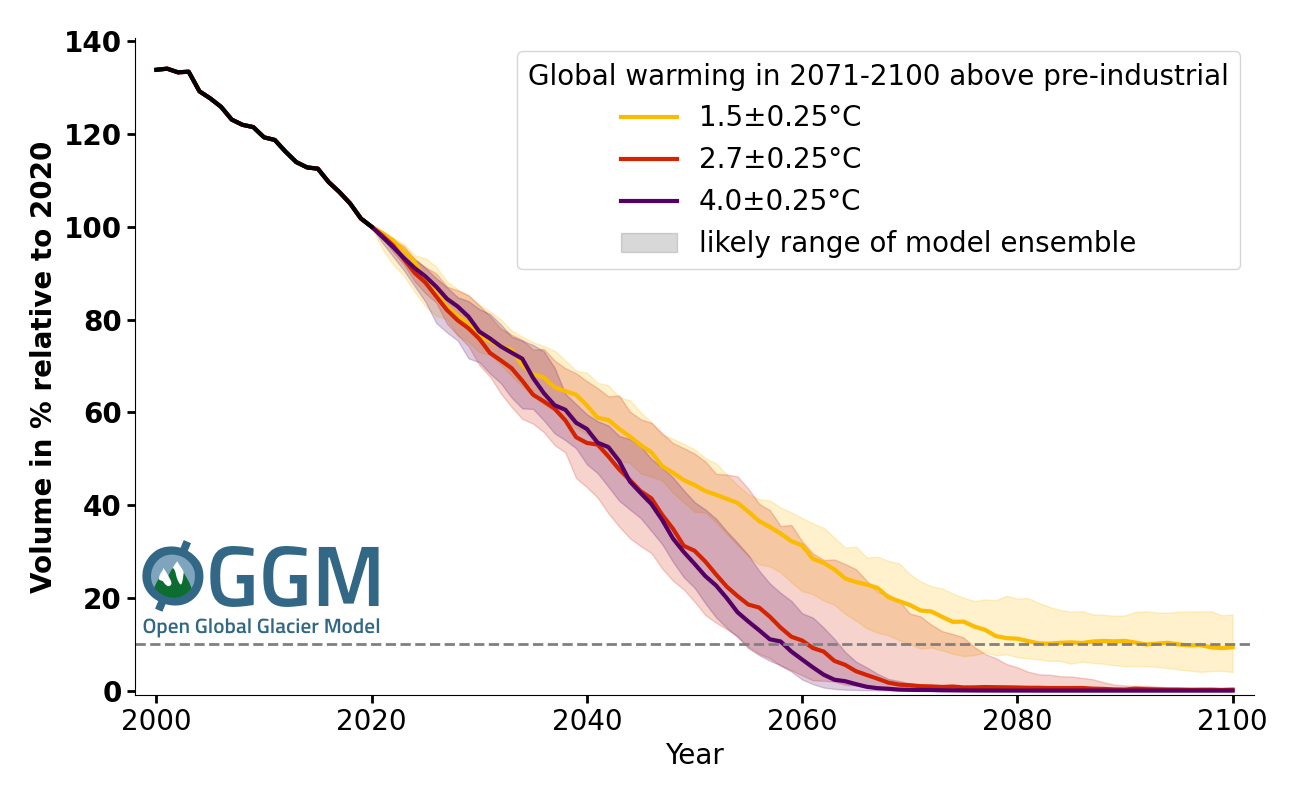 140
120
100
80
60
40
20
0
Volume in % relative to 2020
Global warming in 2071-2100 above pre-industrial
1.5±0.25°C
2.7±0.25°C
4.0±0.25°C
likely range of model ensemble
OGGM
Open Global Glacier Model
2000 2020 2040 2060 2080 2100
Year